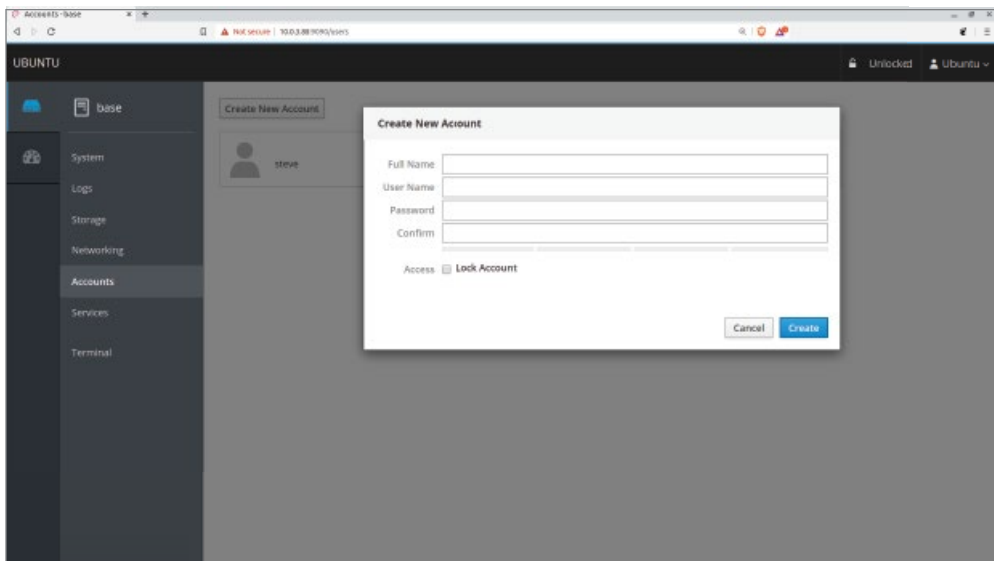 Accounts - base
Not secure | 10.0.3.88:9090/users
UBUNTU
Unlocked
Ubuntu
base
Create New Account
Create New Account
steve
Full Name
User Name
Password
Confirm
Access
Lock Account
Cancel
Create
System
Logs
Storage
Networking
Accounts
Services
Terminal